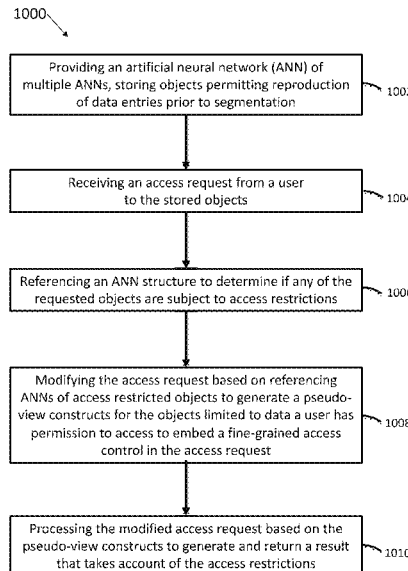 1000
Providing an artificial neural network (ANN) of
multiple ANNs, storing objects permitting reproduction
of data entries prior to segmentation
1002
Receiving an access request from a user
to the stored objects
1004
Referencing an ANN structure to determine if any of the
requested objects are subject to access restrictions
1006
Modifying the access request based on referencing
ANNs of access restricted objects to generate a pseudo-
view constructs for the objects limited to data a user has
permission to access to embed a fine-grained access
control in the access request
1008
Processing the modified access request based on the
pseudo-view constructs to generate and return a result
that takes account of the access restrictions
1010